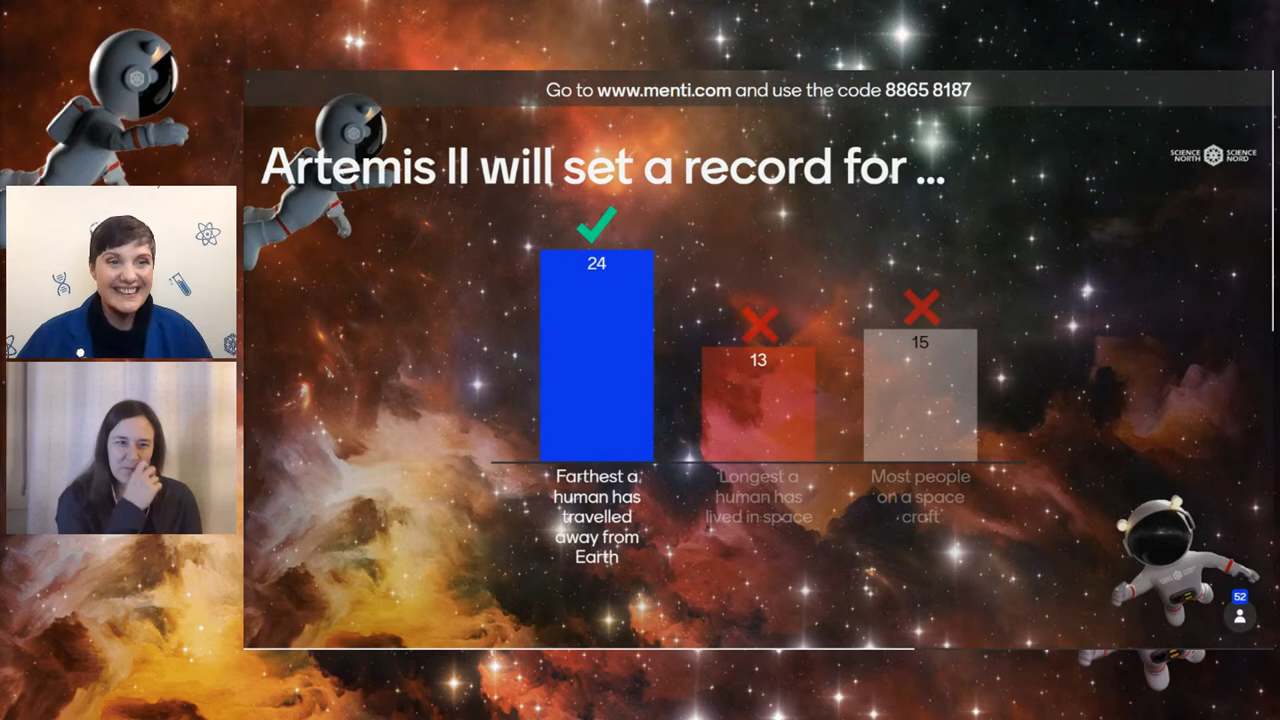 Go to www.menti.com and use the code 8865 8187
Artemis II will set a record for ...
SCIENCE NORTH SCIENCE NORD
24
13
15
Farthest a
human has
travelled
away from
Earth
Longest a
human has
lived in space
Most people
on a space
craft
52